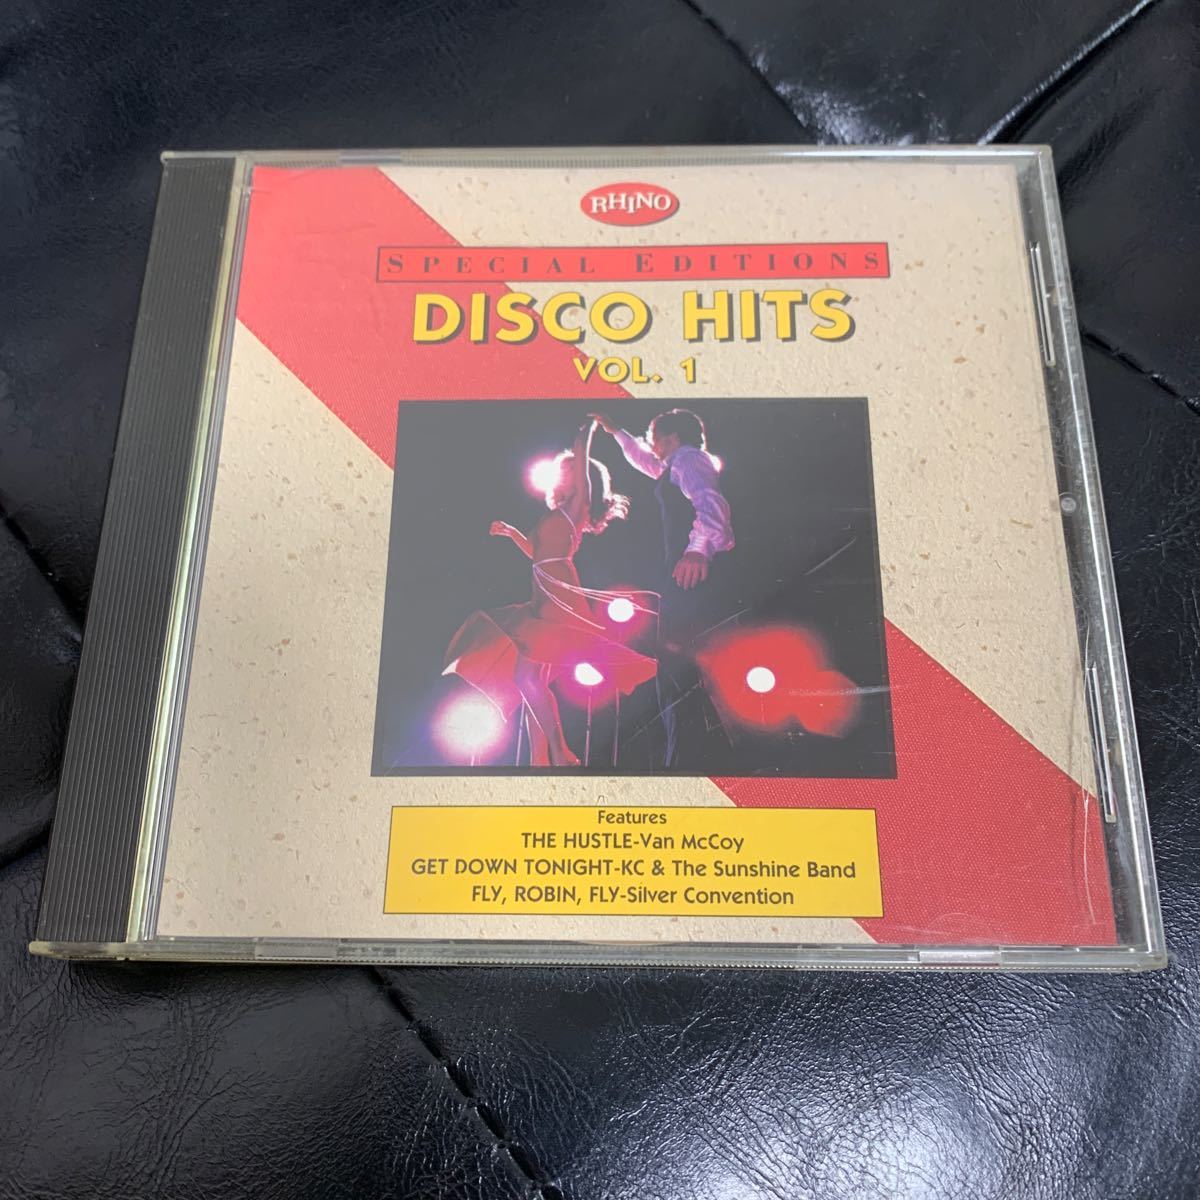 RHINO
SPECIAL EDITIONS
DISCO HITS
VOL. 1
Features
THE HUSTLE-Van McCoy
GET DOWN TONIGHT-KC & The Sunshine Band
FLY, ROBIN, FLY-Silver Convention